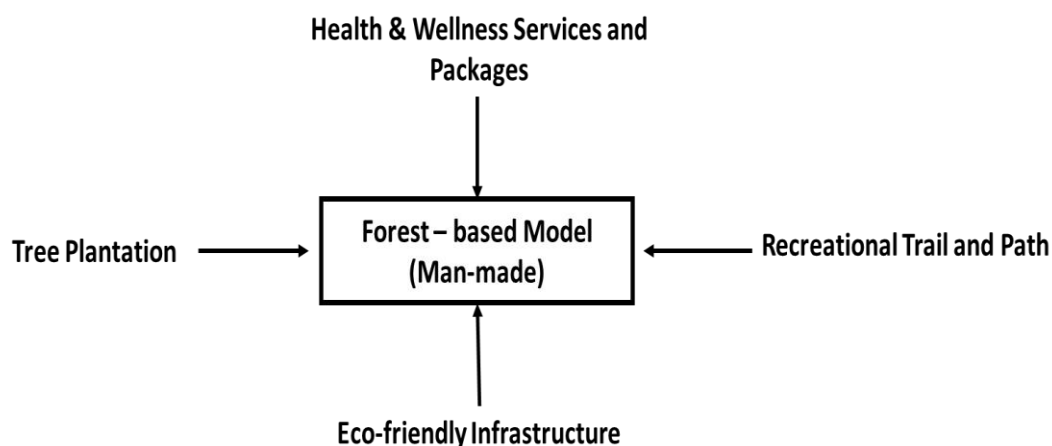 Health & Wellness Services and
Packages
Tree Plantation
Forest – based Model
(Man-made)
Recreational Trail and Path
Eco-friendly Infrastructure